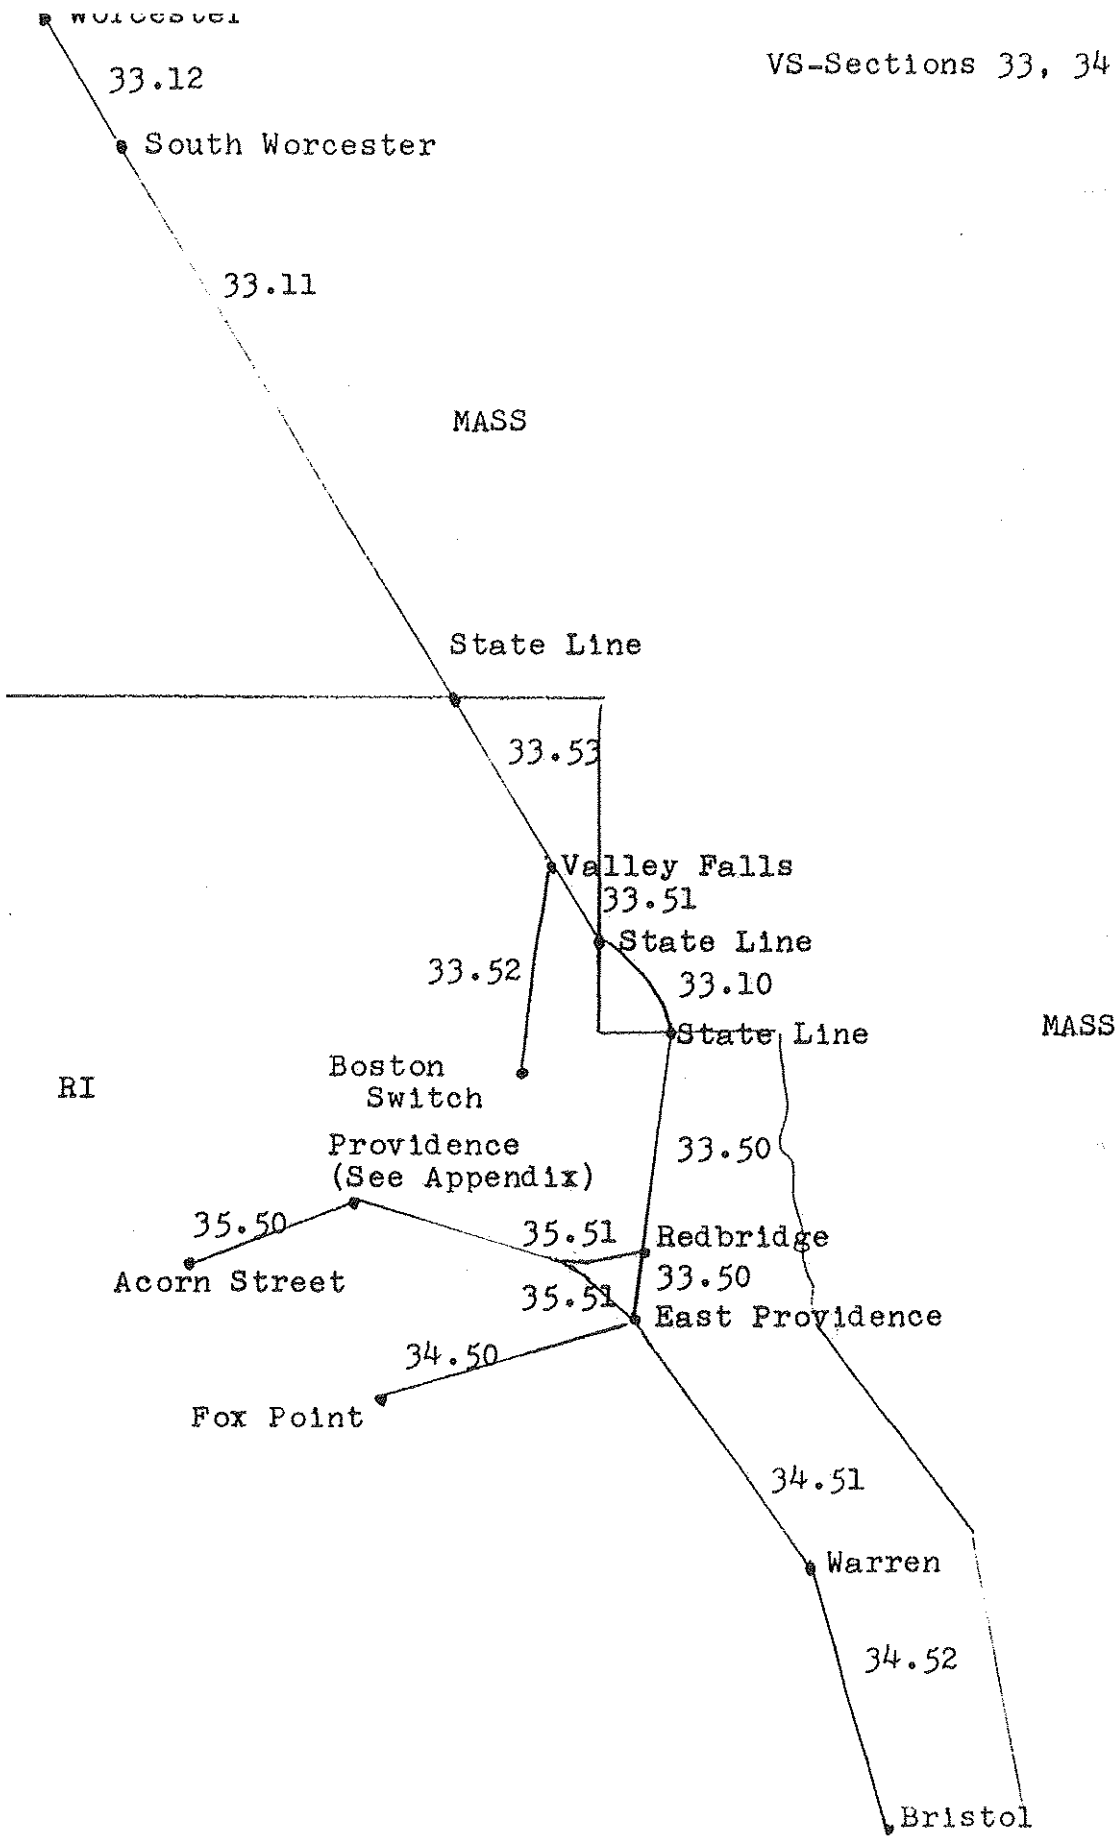 Worcester
VS-Sections 33, 34
33.12
South Worcester
33.11
MASS
State Line
33.53
Valley Falls
33.51
State Line
33.52
33.10
State Line
MASS
Boston
Switch
RI
Providence
(See Appendix)
33.50
35.50
35.51
Redbridge
Acorn Street
33.50
35.51
East Providence
34.50
Fox Point
34.51
Warren
34.52
Bristol